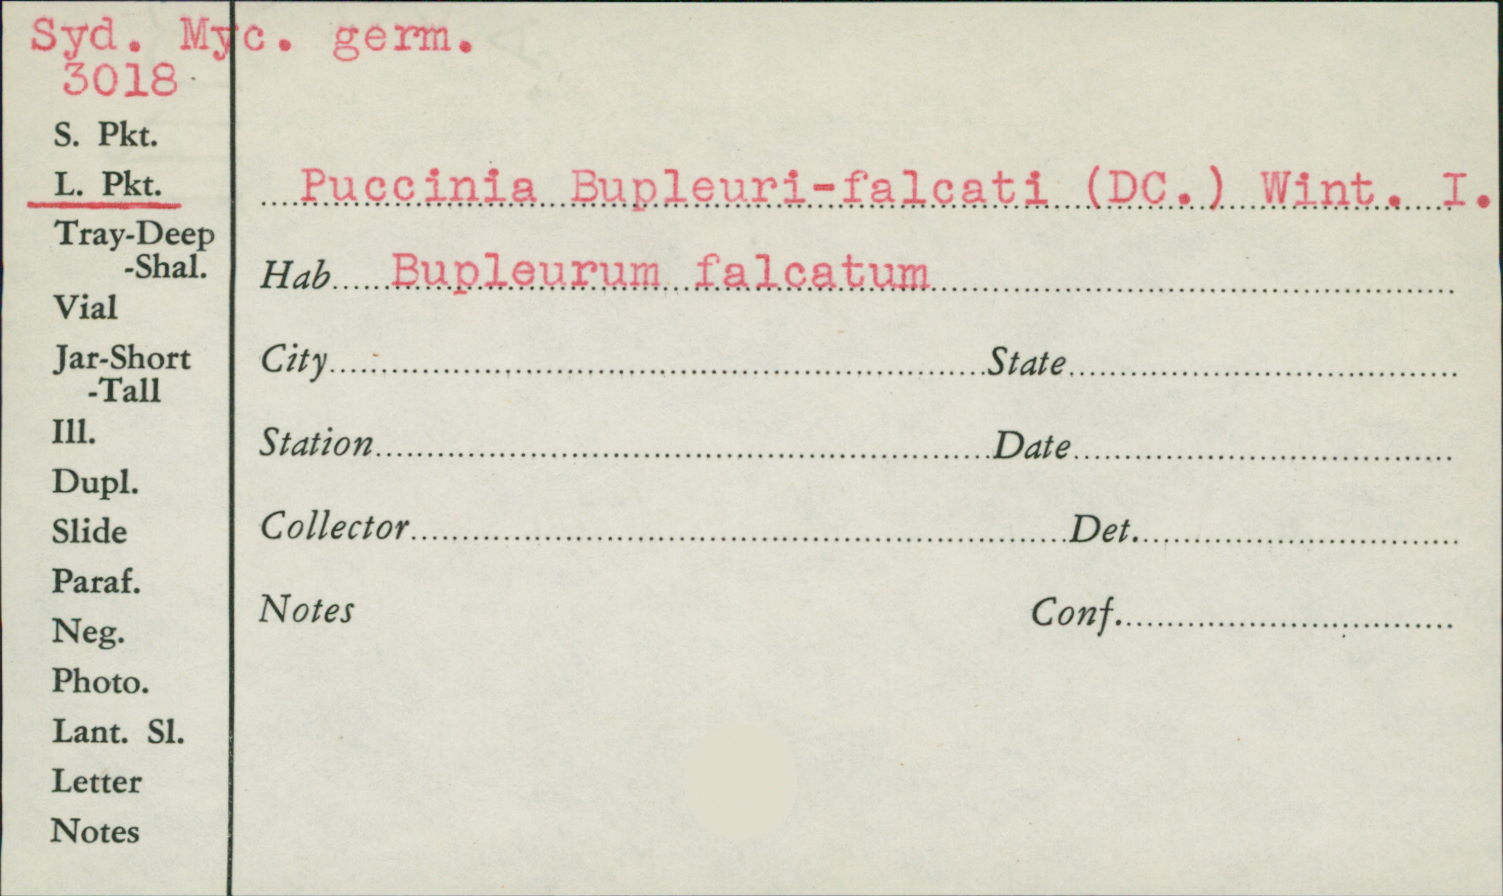 Syd. Myc. germ.
3018
S. Pkt.
L. Pkt.
Tray-Deep
-Shal.
Vial
Jar-Short
-Tall
Ill.
Dupl.
Slide
Paraf.
Neg.
Photo.
Lant. Sl.
Letter
Notes
Puccinia Bupleuri-falcati (DC.) Wint. I.
Hab Bupleurum falcatum
City State
Station Date
Collector Det.
Notes Conf.